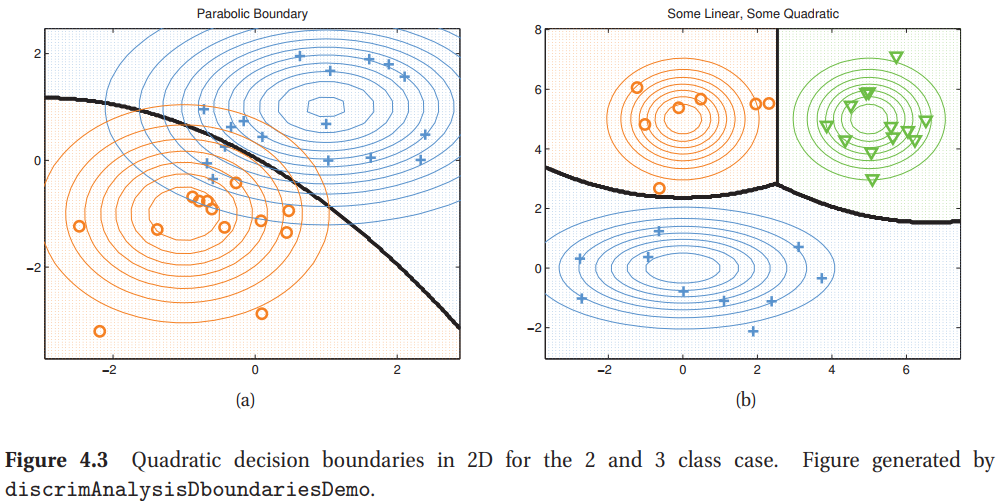 Parabolic Boundary
2
0
−2
−2
0
2
(a)
Some Linear, Some Quadratic
8
6
4
2
0
−2
−2
0
2
4
6
(b)
Figure 4.3 Quadratic decision boundaries in 2D for the 2 and 3 class case. Figure generated by
discrimAnalysisDboundariesDemo.